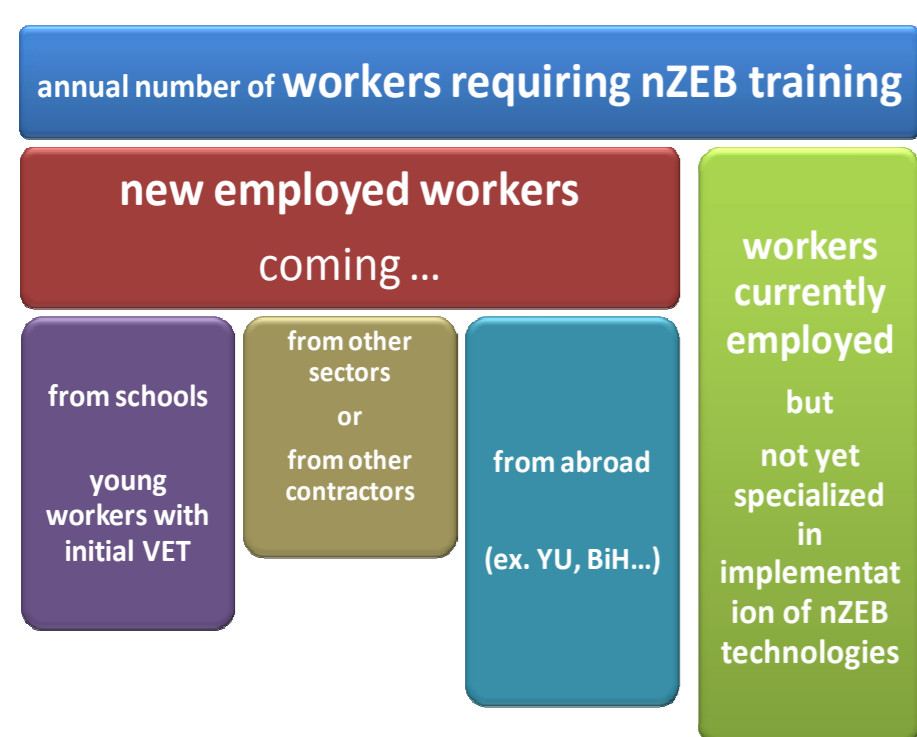 annual number of workers requiring nZEB training
new employed workers
coming ...
from schools
young
workers with
initial VET
from other
sectors
or
from other
contractors
from abroad
(ex. YU, BiH...)
workers
currently
employed
but
not yet
specialized
in
implementat
ion of nZEB
technologies